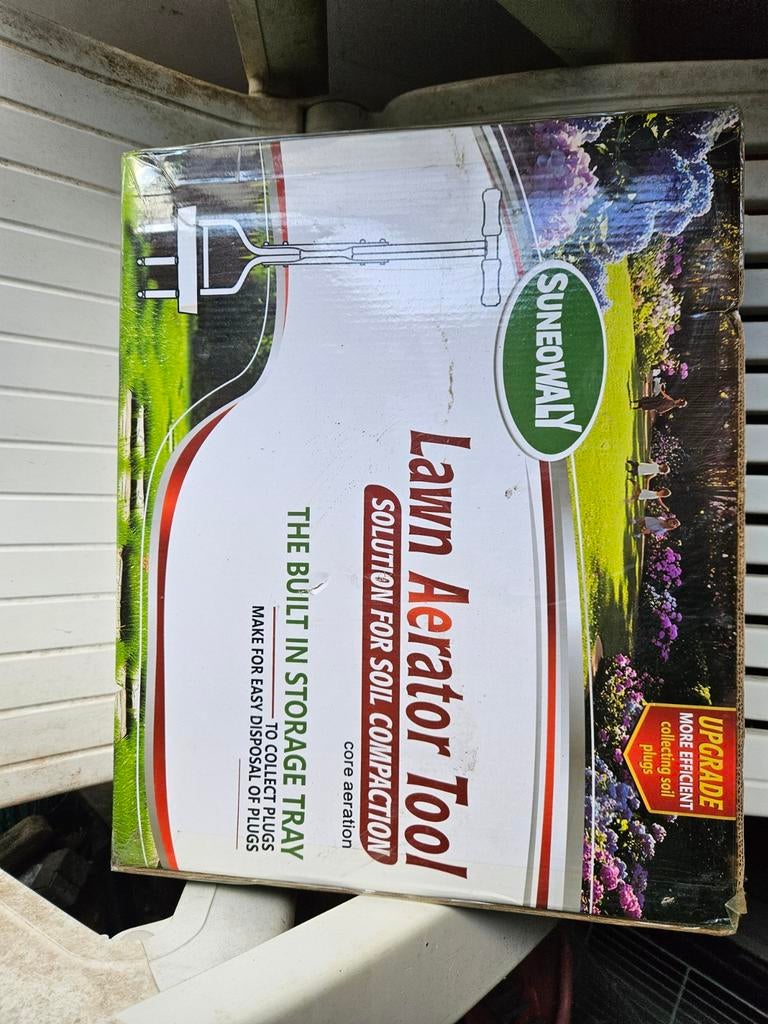 SUNEOWALY
UPGRADE
MORE EFFICIENT
collecting soil
plugs
Lawn Aerator Tool
SOLUTION FOR SOIL COMPACTION
core aeration
THE BUILT IN STORAGE TRAY
TO COLLECT PLUGS
MAKE FOR EASY DISPOSAL OF PLUGS